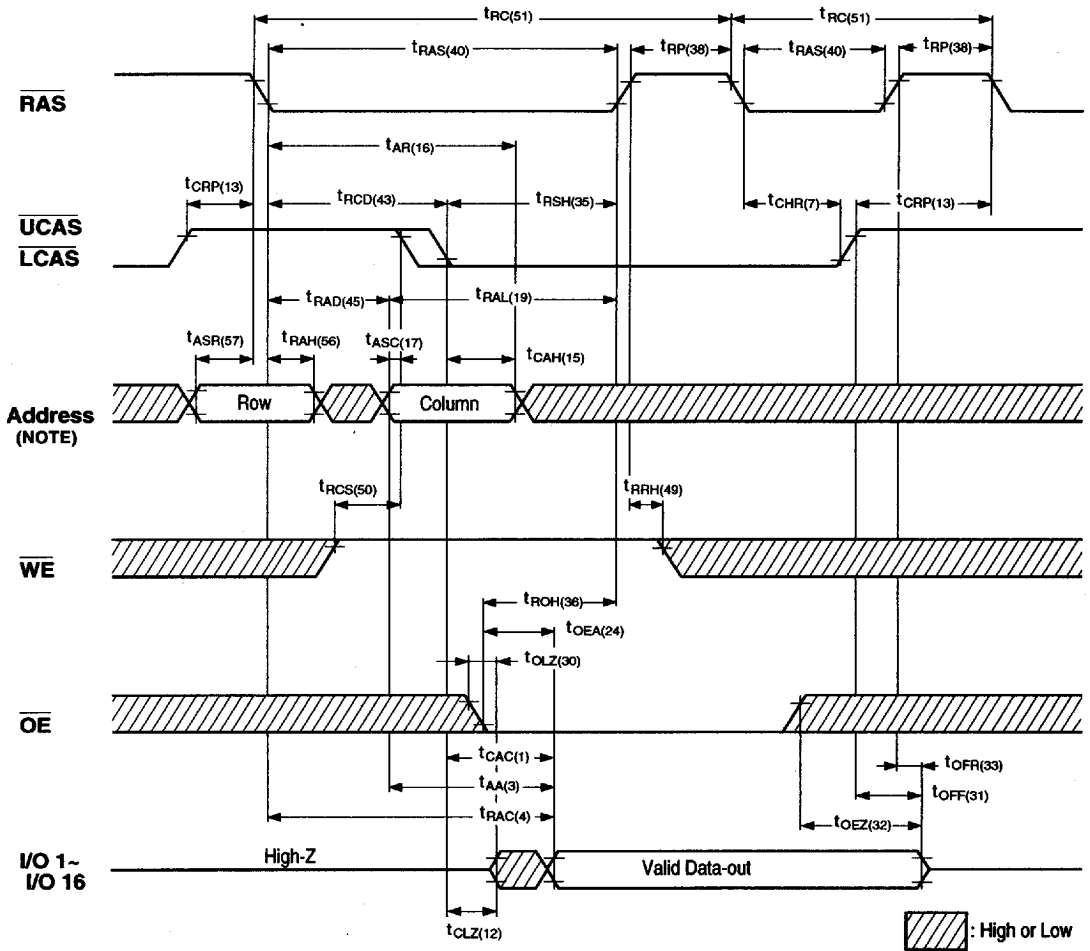 tRC(51) tRC(51)
tRAS(40) tRP(38) tRAS(40) tRP(38)
RAS
tAR(16)
tCRP(13) tRCD(43) tRSH(35) tCHR(7) tCRP(13)
UCAS
LCAS
tRAD(45) tRAL(19)
tASR(57) tRAH(56) tASC(17) tCAH(15)
Address
(NOTE)
Row Column
tRCS(50) tRRH(49)
WE
tROH(36)
tOEA(24)
tOLZ(30)
OE
tCAC(1) tOFR(33)
tAA(3) tOFF(31)
tRAC(4) tOEZ(32)
I/O 1~
I/O 16
High-Z Valid Data-out
tCLZ(12)
: High or Low